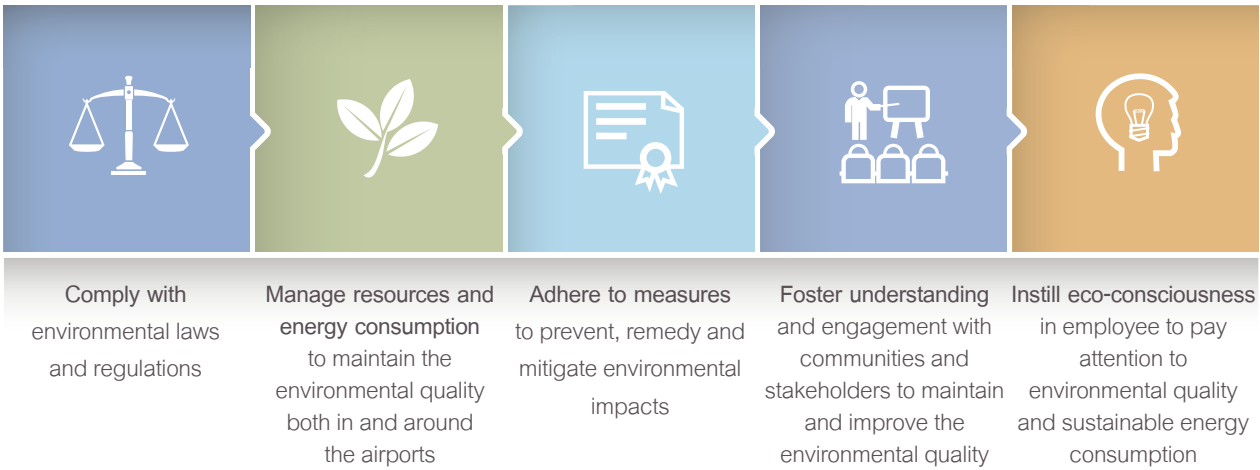 Comply with
environmental laws
and regulations
Manage resources and
energy consumption
to maintain the
environmental quality
both in and around
the airports
Adhere to measures
to prevent, remedy and
mitigate environmental
impacts
Foster understanding
and engagement with
communities and
stakeholders to maintain
and improve the
environmental quality
Instill eco-consciousness
in employee to pay
attention to
environmental quality
and sustainable energy
consumption